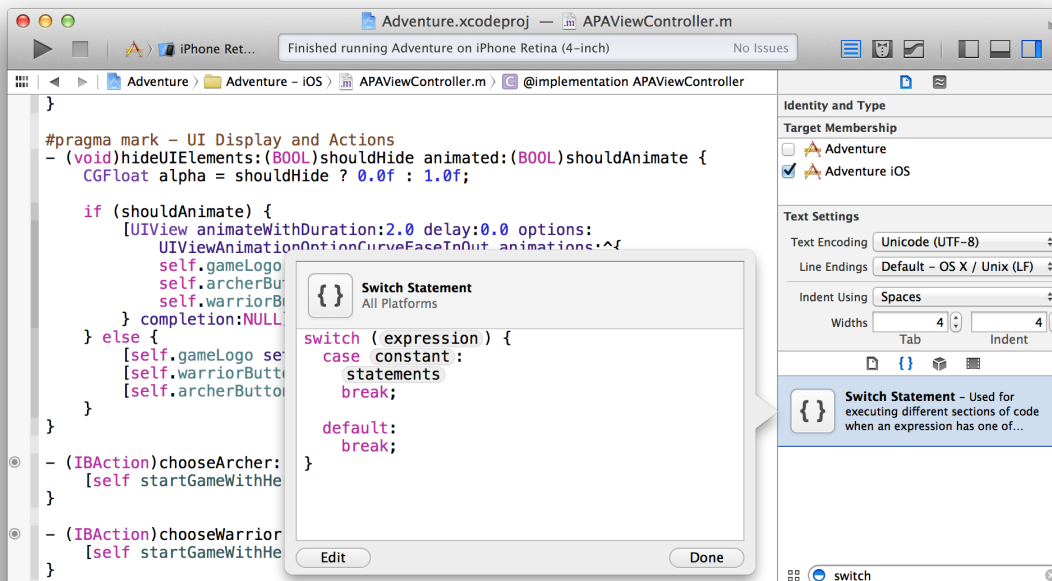 Adventure.xcodeproj — APAViewController.m
iPhone Ret...
Finished running Adventure on iPhone Retina (4-inch) No Issues
Adventure Adventure – iOS APAViewController.m C @implementation APAViewController
}
#pragma mark – UI Display and Actions
– (void)hideUIElements:(BOOL)shouldHide animated:(BOOL)shouldAnimate {
CGFloat alpha = shouldHide ? 0.0f : 1.0f;
if (shouldAnimate) {
[UIView animateWithDuration:2.0 delay:0.0 options:
UIViewAnimationOptionCurveEaseInOut animations:^{
self.gameLogo
self.archerBu
self.warriorBu
} completion:NULL]
} else {
[self.gameLogo set
[self.warriorButto
[self.archerButton
}
}
– (IBAction)chooseArcher:
[self startGameWithHe
}
– (IBAction)chooseWarrior
[self startGameWithHe
}
{ }
Switch Statement
All Platforms
switch (expression) {
case constant:
statements
break;
default:
break;
}
Edit Done
Identity and Type
Target Membership
Adventure
Adventure iOS
Text Settings
Text Encoding Unicode (UTF-8)
Line Endings Default – OS X / Unix (LF)
Indent Using Spaces
Widths 4 4
Tab Indent
{ }
{ }
Switch Statement – Used for
executing different sections of code
when an expression has one of...
switch